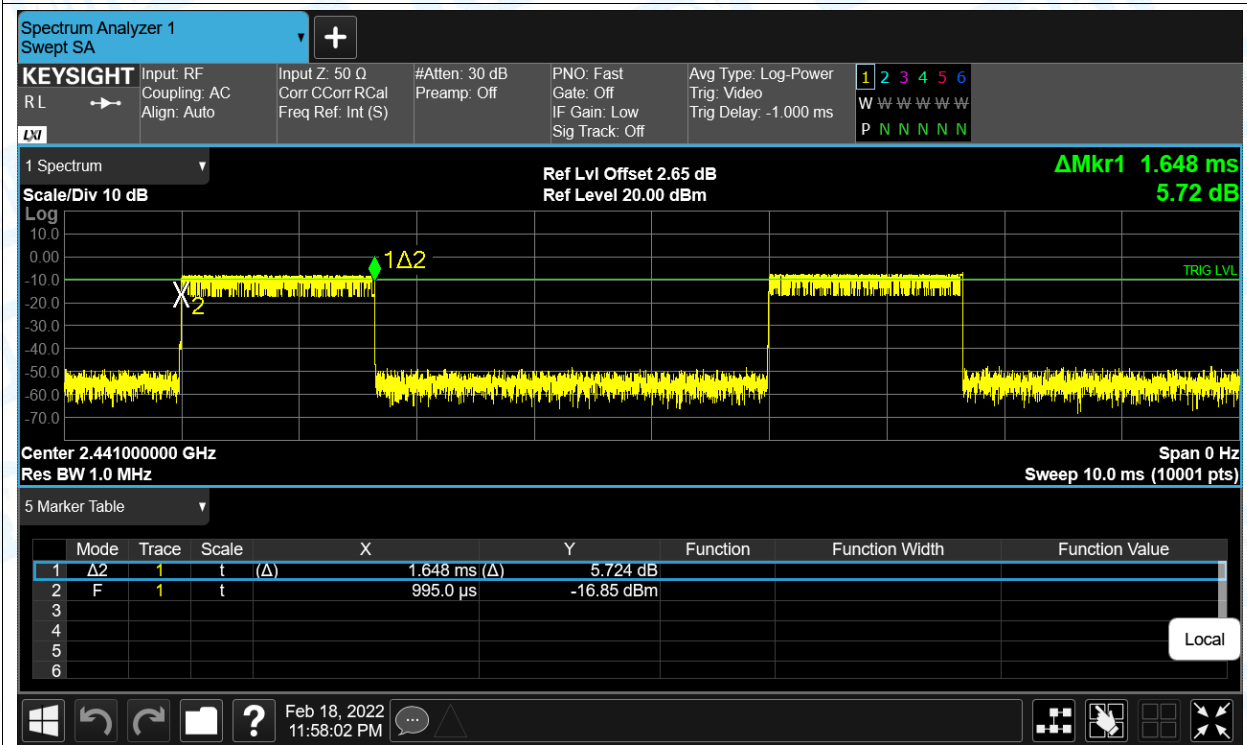 Spectrum Analyzer 1
Swept SA
+
KEYSIGHT Input: RF Input Z: 50 Ω #Atten: 30 dB PNO: Fast Avg Type: Log-Power 1 2 3 4 5 6
RL Coupling: AC Corr CCorr RCal Preamp: Off Gate: Off Trig: Video W W W W W W
Align: Auto Freq Ref: Int (S) IF Gain: Low Trig Delay: -1.000 ms
LXI Sig Track: Off P N N N N N
1 Spectrum
Ref Lvl Offset 2.65 dB ΔMkr1 1.648 ms
Scale/Div 10 dB Ref Level 20.00 dBm 5.72 dB
Log
10.0
0.00 1Δ2
-10.0 TRIG LVL
-20.0 2
-30.0
-40.0
-50.0
-60.0
-70.0
Center 2.441000000 GHz Span 0 Hz
Res BW 1.0 MHz Sweep 10.0 ms (10001 pts)
5 Marker Table
Mode Trace Scale X Y Function Function Width Function Value
1 Δ2 1 t (Δ) 1.648 ms (Δ) 5.724 dB
2 F 1 t 995.0 µs -16.85 dBm
3
4
5
6
Local
? Feb 18, 2022
11:58:02 PM